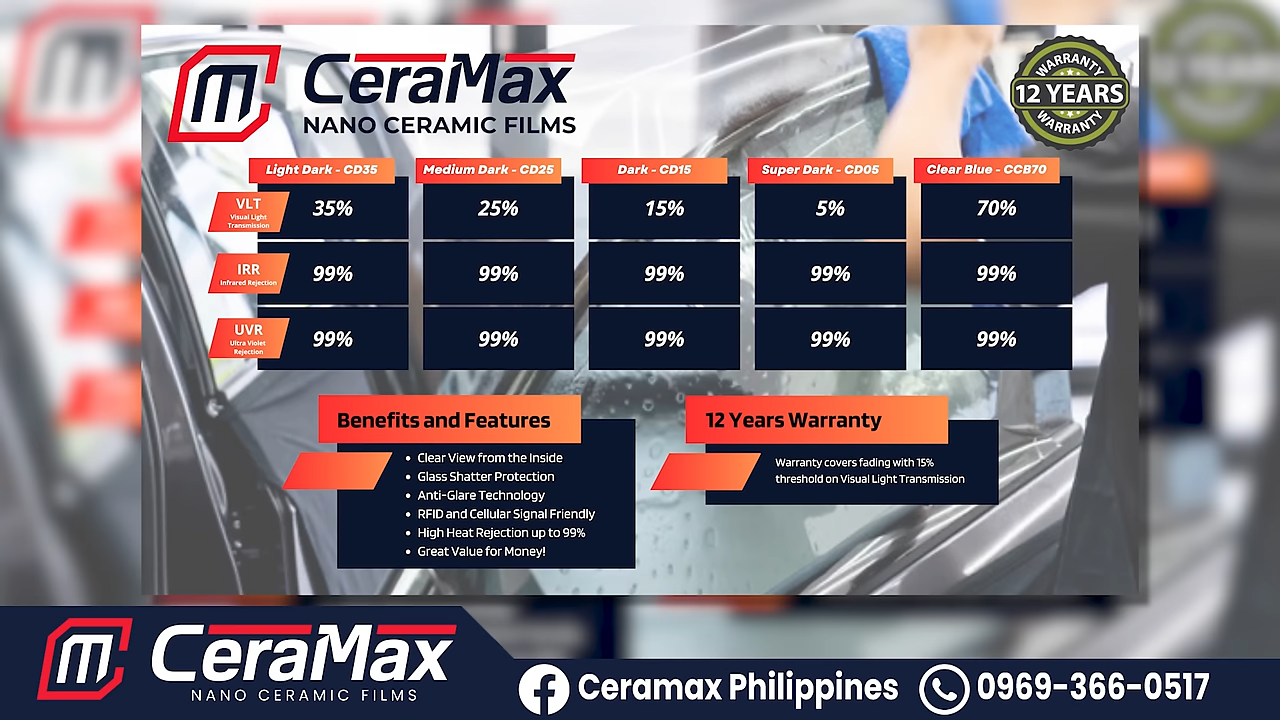 CeraMax
NANO CERAMIC FILMS
WARRANTY
12 YEARS
WARRANTY
Light Dark - CD35
Medium Dark - CD25
Dark - CD15
Super Dark - CD05
Clear Blue - CCB70
VLT
Visual Light
Transmission
35%
25%
15%
5%
70%
IRR
Infrared Rejection
99%
99%
99%
99%
99%
UVR
Ultra Violet
Rejection
99%
99%
99%
99%
99%
Benefits and Features
• Clear View from the Inside
• Glass Shatter Protection
• Anti-Glare Technology
• RFID and Cellular Signal Friendly
• High Heat Rejection up to 99%
• Great Value for Money!
12 Years Warranty
Warranty covers fading with 15%
threshold on Visual Light Transmission
CeraMax
NANO CERAMIC FILMS
Ceramax Philippines
0969-366-0517